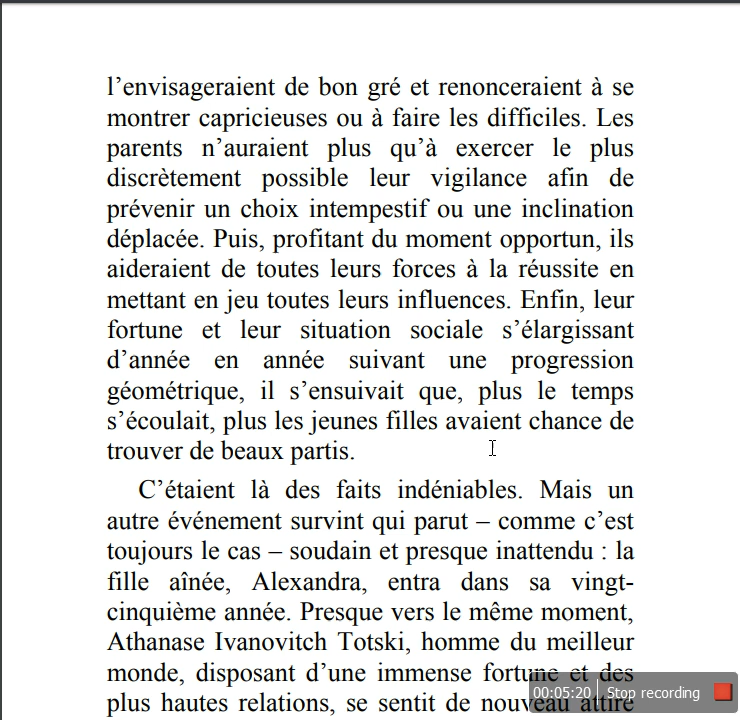 l’envisageraient de bon gré et renonceraient à se
montrer capricieuses ou à faire les difficiles. Les
parents n’auraient plus qu’à exercer le plus
discrètement possible leur vigilance afin de
prévenir un choix intempestif ou une inclination
déplacée. Puis, profitant du moment opportun, ils
aideraient de toutes leurs forces à la réussite en
mettant en jeu toutes leurs influences. Enfin, leur
fortune et leur situation sociale s’élargissant
d’année en année suivant une progression
géométrique, il s’ensuivait que, plus le temps
s’écoulait, plus les jeunes filles avaient chance de
trouver de beaux partis.
C’étaient là des faits indéniables. Mais un
autre événement survint qui parut – comme c’est
toujours le cas – soudain et presque inattendu : la
fille aînée, Alexandra, entra dans sa vingt-
cinquième année. Presque vers le même moment,
Athanase Ivanovitch Totski, homme du meilleur
monde, disposant d’une immense fortune et des
plus hautes relations, se sentit de nouveau attiré
00:05:20 Stop recording